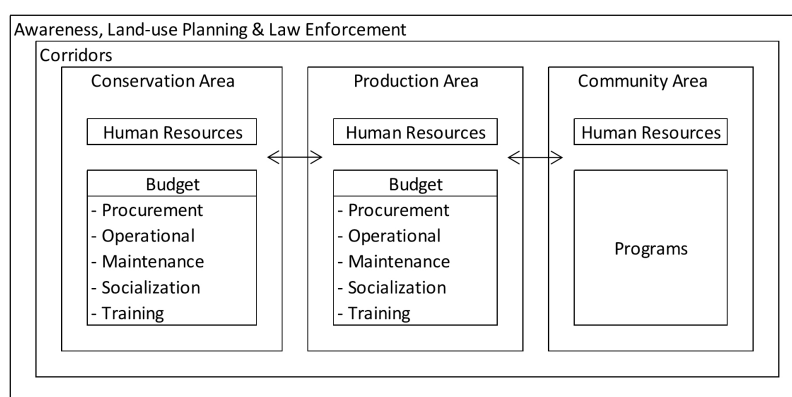 Awareness, Land-use Planning & Law Enforcement
Corridors
Conservation Area
Human Resources
Budget
- Procurement
- Operational
- Maintenance
- Socialization
- Training
Production Area
Human Resources
Budget
- Procurement
- Operational
- Maintenance
- Socialization
- Training
Community Area
Human Resources
Programs